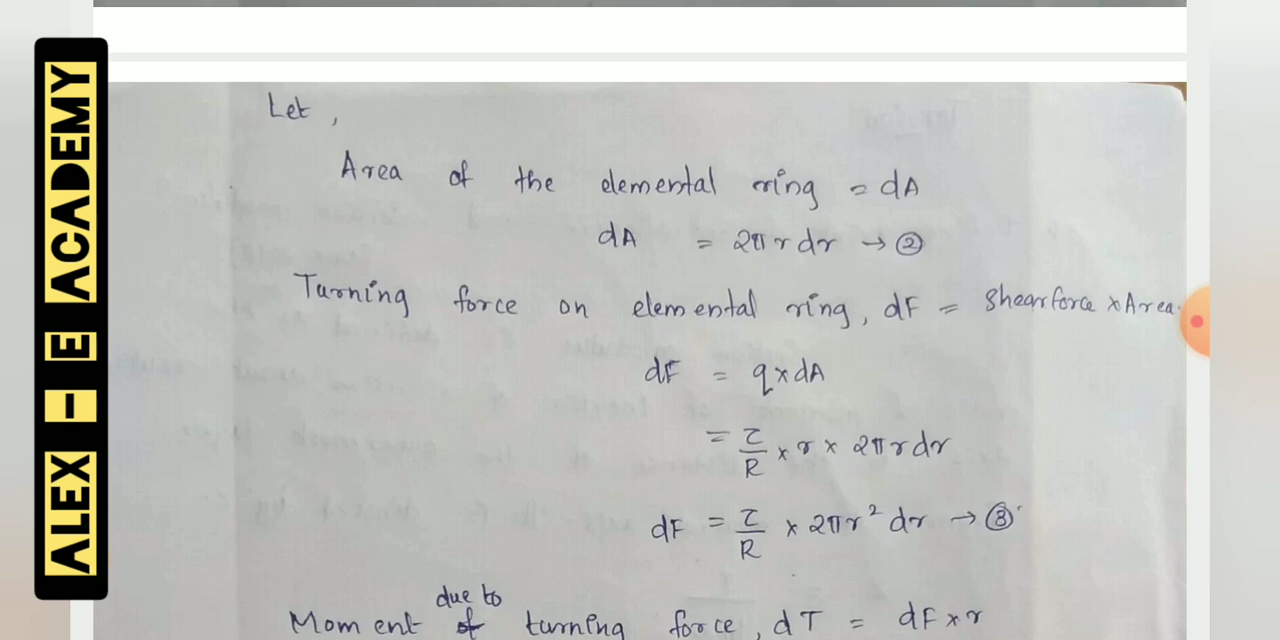 ALEX - E ACADEMY
Let ,
Area of the elemental ring = dA
dA = 2πr dr → ②
Turning force on elemental ring, dF = Shear force × Area.
dF = q × dA
= τ/R × r × 2πr dr
dF = τ/R × 2πr² dr → ③
due to
Moment of turning force, dT = dF × r